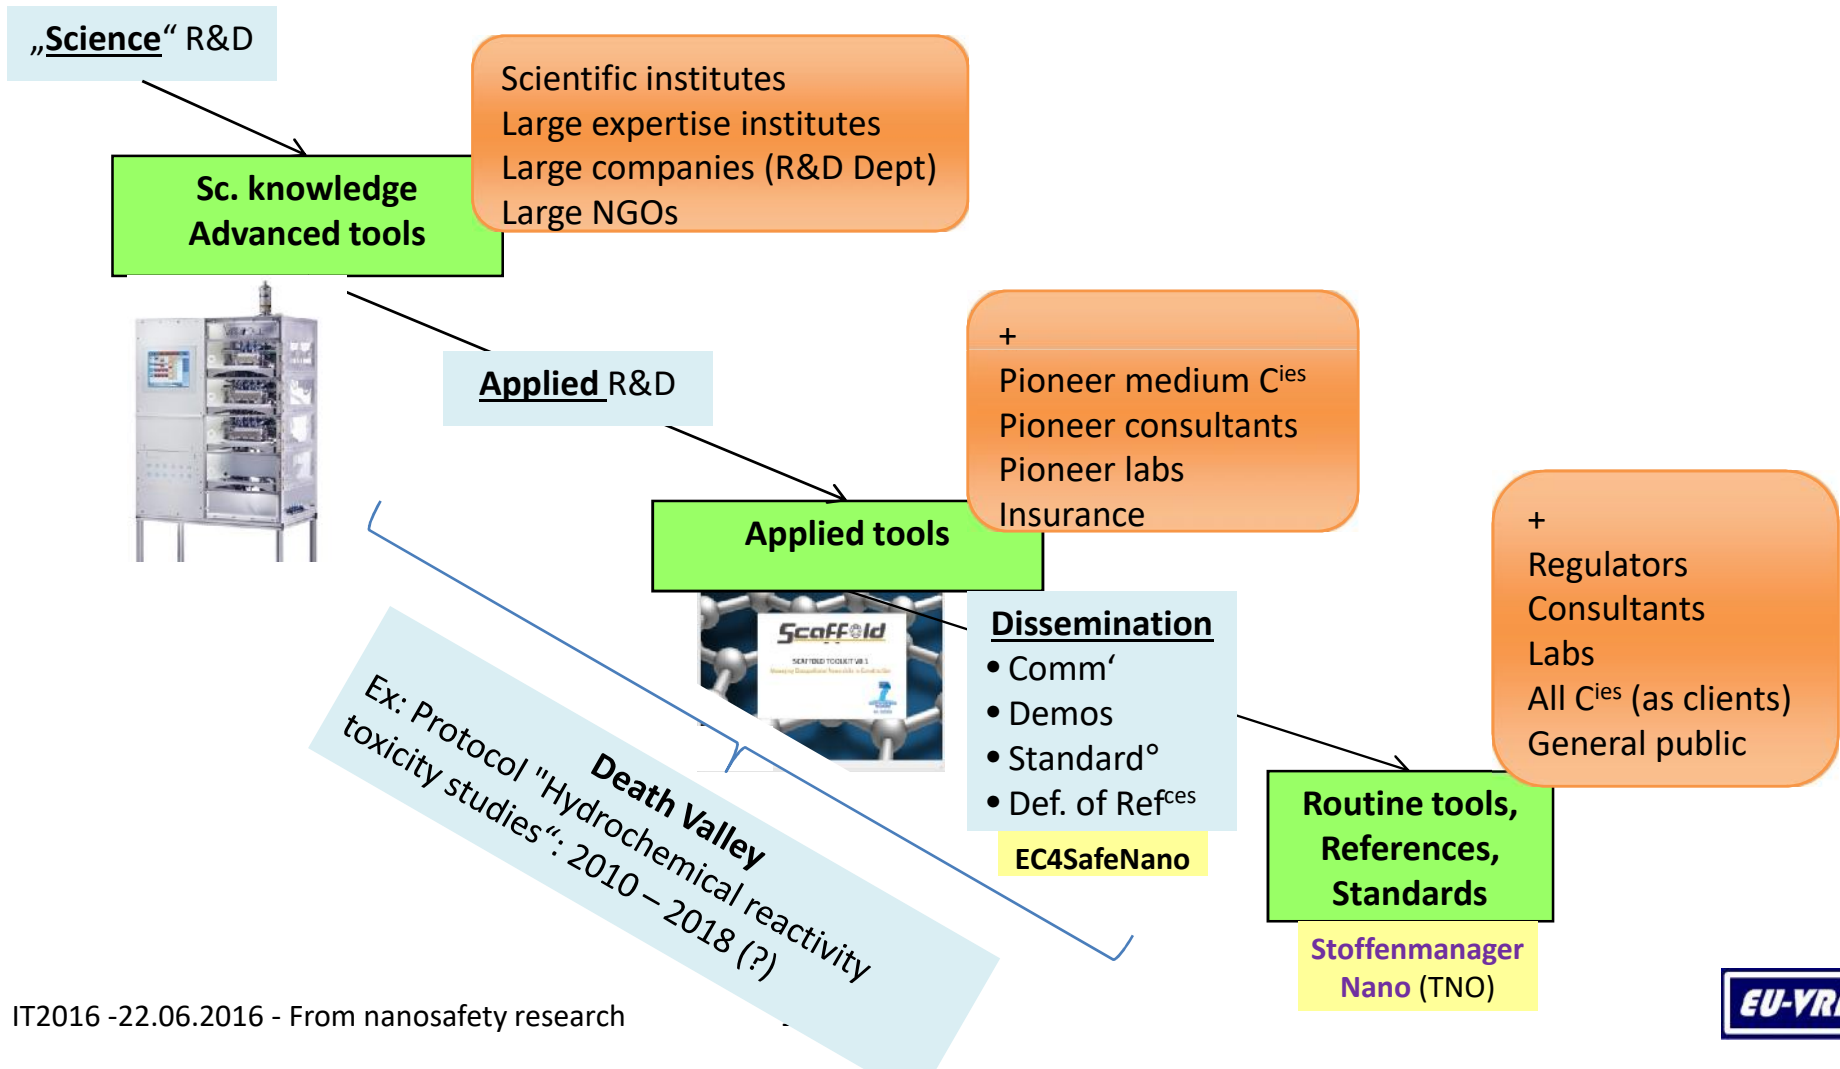 „Science“ R&D
Scientific institutes
Large expertise institutes
Large companies (R&D Dept)
Large NGOs
Sc. knowledge
Advanced tools
Applied R&D
+
Pioneer medium Cies
Pioneer consultants
Pioneer labs
Insurance
Applied tools
Scaffold
SCAFFOLD TOOLKIT
Dissemination
• Comm‘
• Demos
• Standard°
• Def. of Refces
EC4SafeNano
+
Regulators
Consultants
Labs
All Cies (as clients)
General public
Routine tools,
References,
Standards
Stoffenmanager
Nano (TNO)
Death Valley
Ex: Protocol "Hydrochemical reactivity
toxicity studies“: 2010 – 2018 (?)
IT2016 -22.06.2016 - From nanosafety research